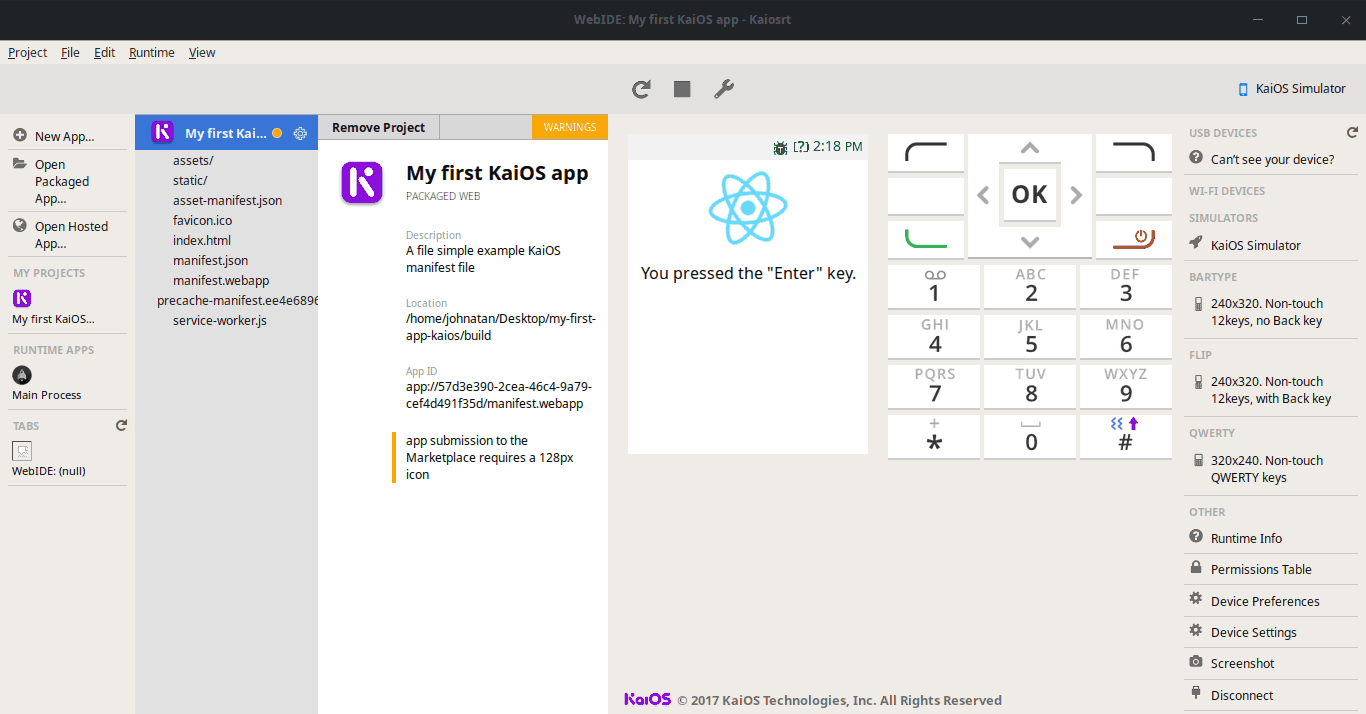 WebIDE: My first KaiOS app - Kaiosrt
Project File Edit Runtime View
KaiOS Simulator
New App...
Open
Packaged
App...
Open Hosted
App...
MY PROJECTS
My first KaiOS...
RUNTIME APPS
Main Process
TABS
WebIDE: (null)
My first Kai...
assets/
static/
asset-manifest.json
favicon.ico
index.html
manifest.json
manifest.webapp
precache-manifest.ee4e6896
service-worker.js
Remove Project
WARNINGS
My first KaiOS app
PACKAGED WEB
Description
A file simple example KaiOS
manifest file
Location
/home/johnatan/Desktop/my-first-
app-kaios/build
App ID
app://57d3e390-2cea-46c4-9a79-
cef4d491f35d/manifest.webapp
app submission to the
Marketplace requires a 128px
icon
[?] 2:18 PM
You pressed the "Enter" key.
OK
1
ABC
2
DEF
3
GHI
4
JKL
5
MNO
6
PQRS
7
TUV
8
WXYZ
9
+
*
0
#
KaiOS © 2017 KaiOS Technologies, Inc. All Rights Reserved
USB DEVICES
Can't see your device?
WI-FI DEVICES
SIMULATORS
KaiOS Simulator
BARTYPE
240x320. Non-touch
12keys, no Back key
FLIP
240x320. Non-touch
12keys, with Back key
QWERTY
320x240. Non-touch
QWERTY keys
OTHER
Runtime Info
Permissions Table
Device Preferences
Device Settings
Screenshot
Disconnect